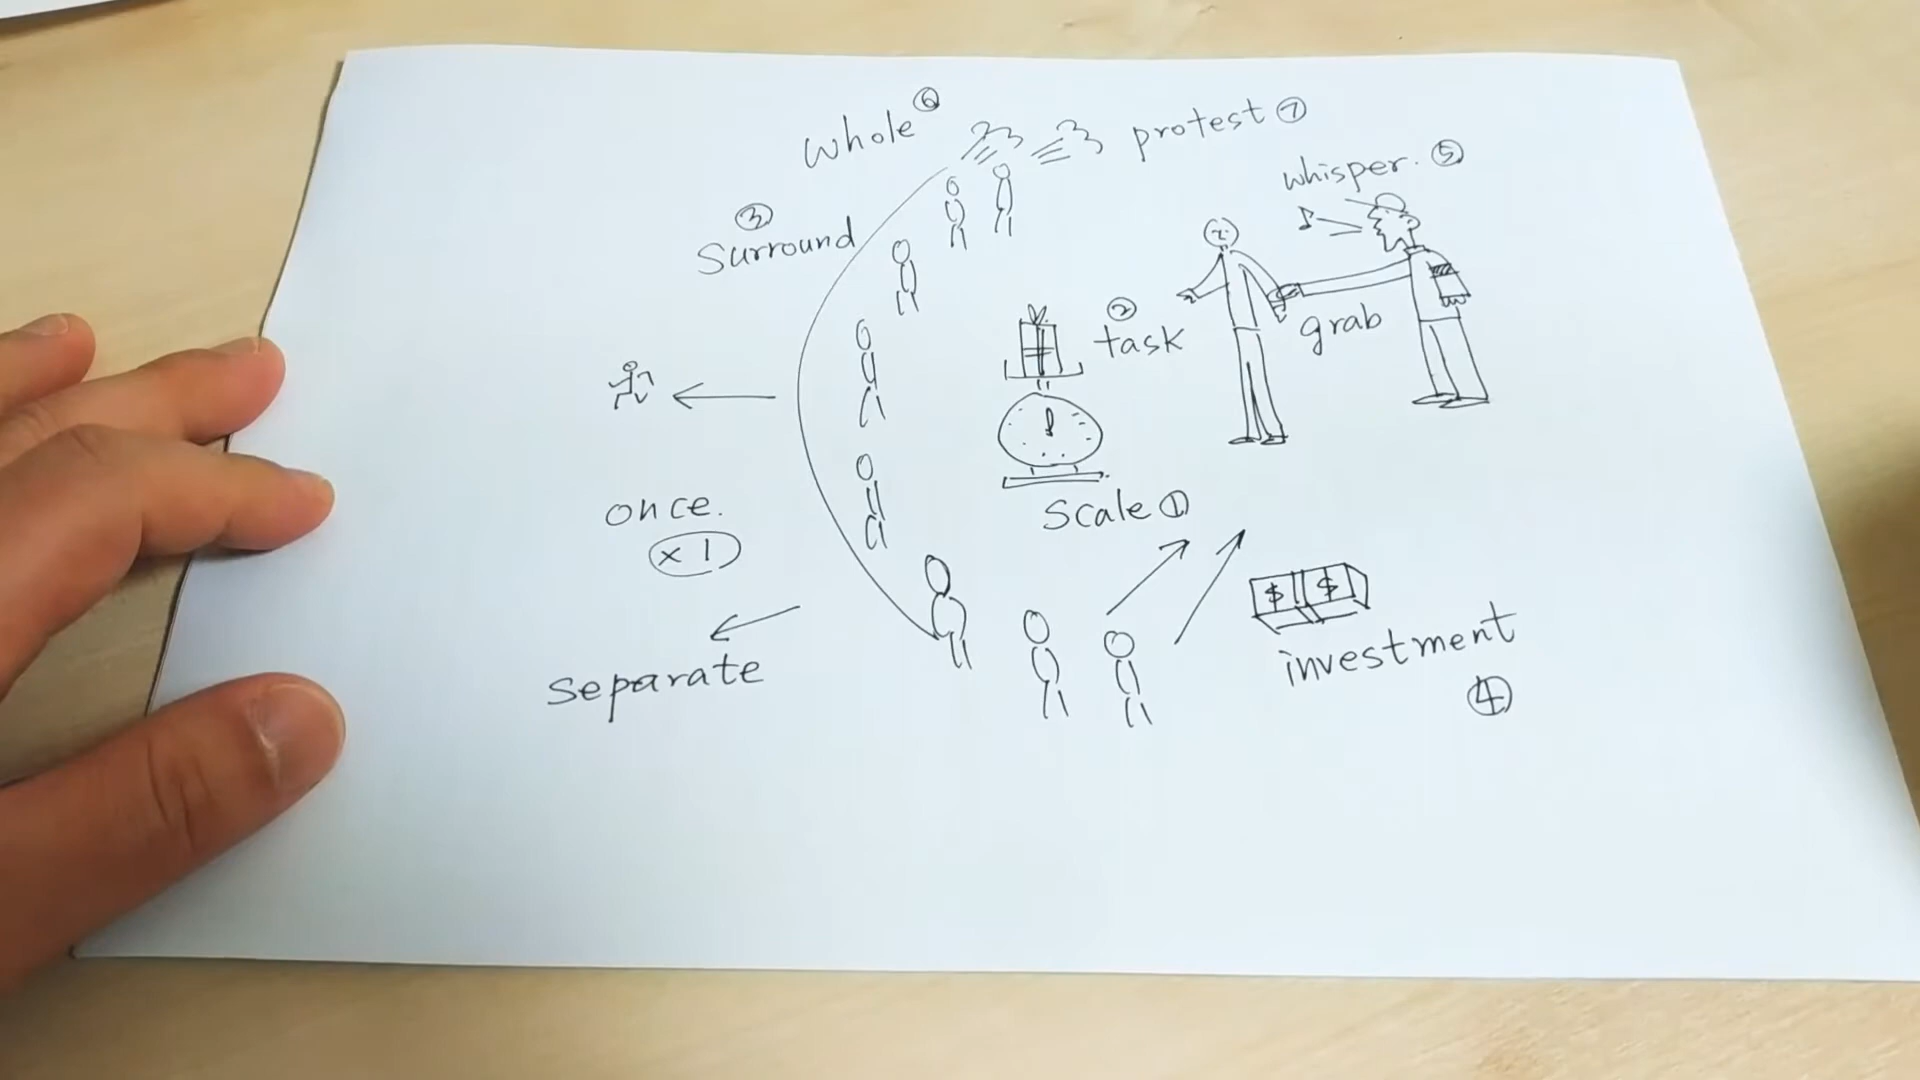 whole ⑥
protest ⑦
whisper. ⑤
③
surround
②
task
grab
scale ①
once.
× 1
$ $
investment
④
separate